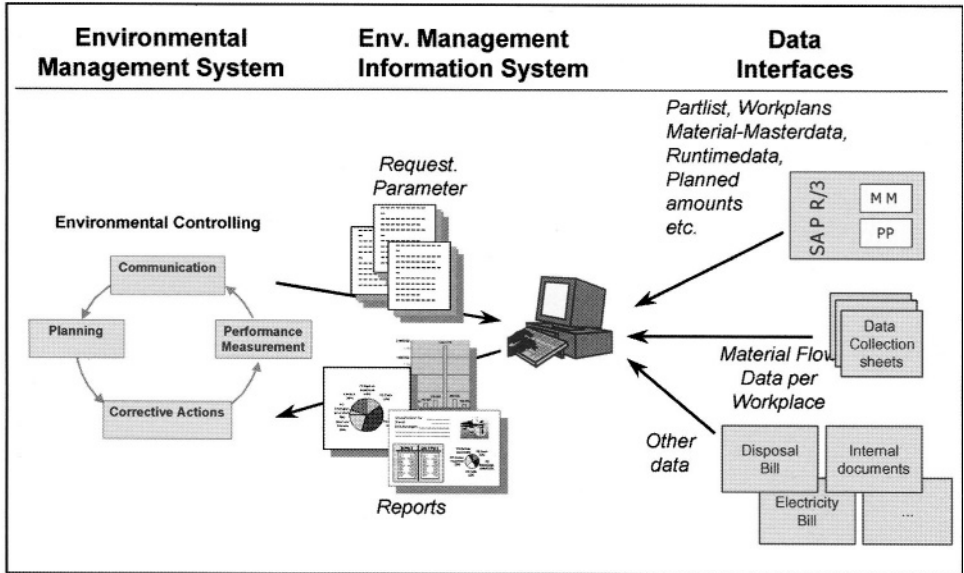 Environmental
Management System
Env. Management
Information System
Data
Interfaces
Partlist, Workplans
Material-Masterdata,
Runtimedata,
Planned
amounts
etc.
Request.
Parameter
SAP R/3
MM
PP
Environmental Controlling
Communication
Planning
Performance
Measurement
Corrective Actions
Data
Collection
sheets
Material Flow
Data per
Workplace
Other
data
Disposal
Bill
Internal
documents
Electricity
Bill
...
INPUT
OUTPUT
Reports